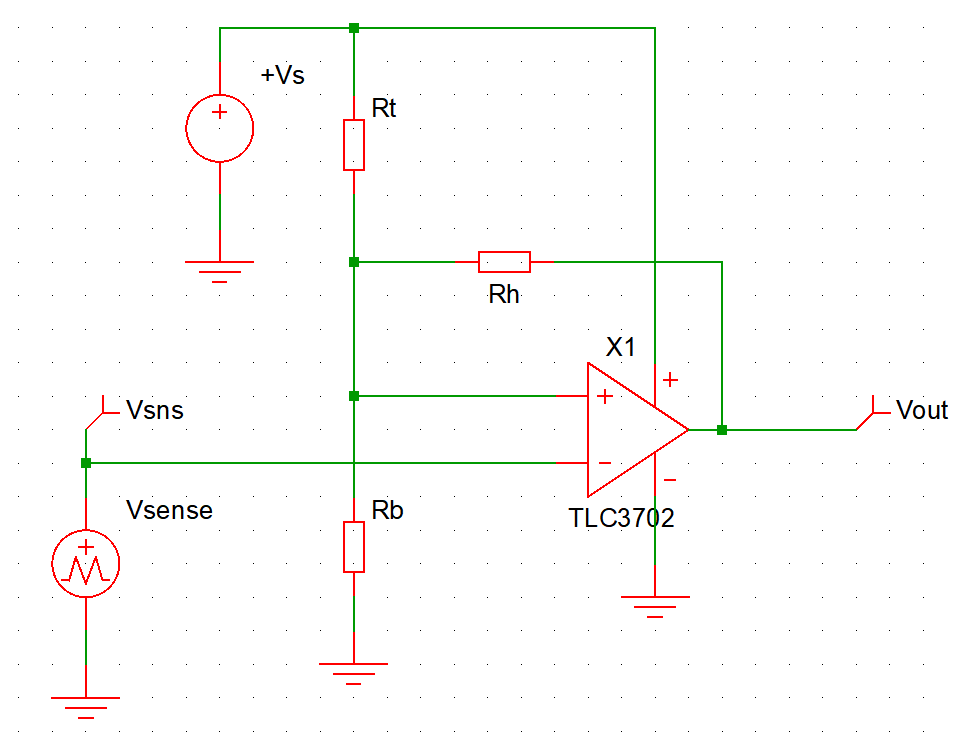 +Vs
Rt
Rh
X1
Vsns
Vout
Vsense
Rb
TLC3702